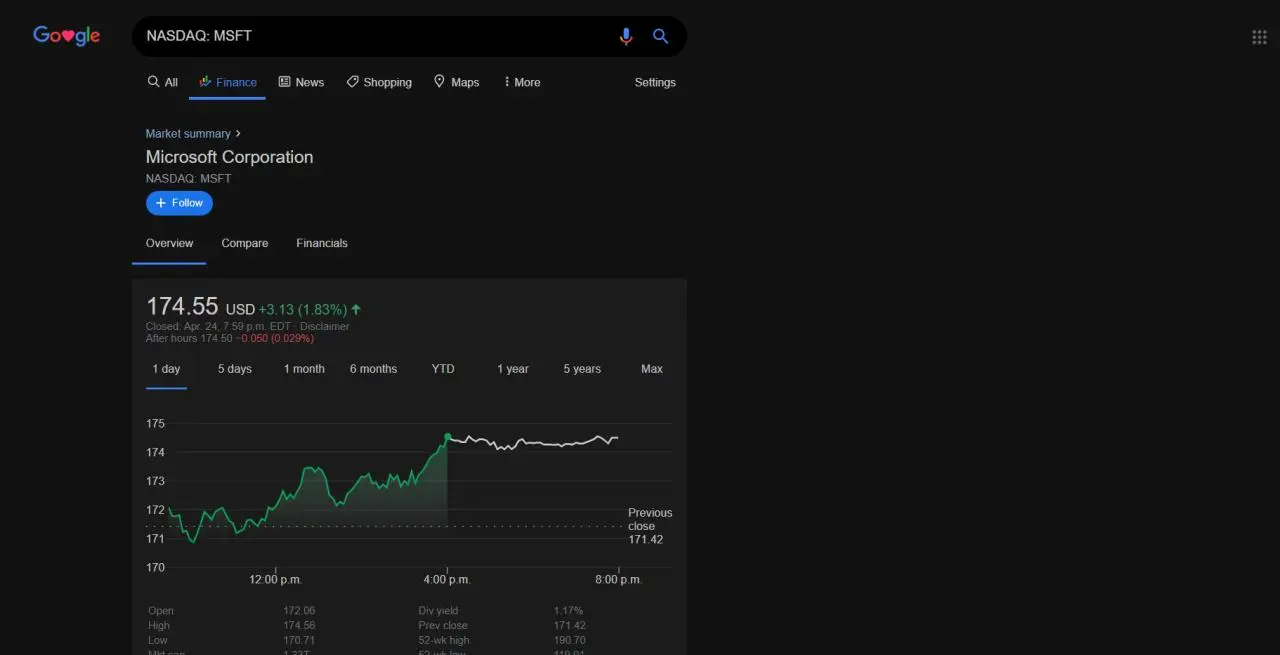 Google
NASDAQ: MSFT
All Finance News Shopping Maps More Settings
Market summary
Microsoft Corporation
NASDAQ: MSFT
+ Follow
Overview Compare Financials
174.55 USD +3.13 (1.83%)
Closed: Apr. 24, 7:59 p.m. EDT · Disclaimer
After hours 174.50 −0.050 (0.029%)
1 day 5 days 1 month 6 months YTD 1 year 5 years Max
175
174
173
172
171
170
Previous
close
171.42
12:00 p.m. 4:00 p.m. 8:00 p.m.
Open 172.06 Div yield 1.17%
High 174.56 Prev close 171.42
Low 170.71 52-wk high 190.70
Mkt cap 1.33T 52-wk low